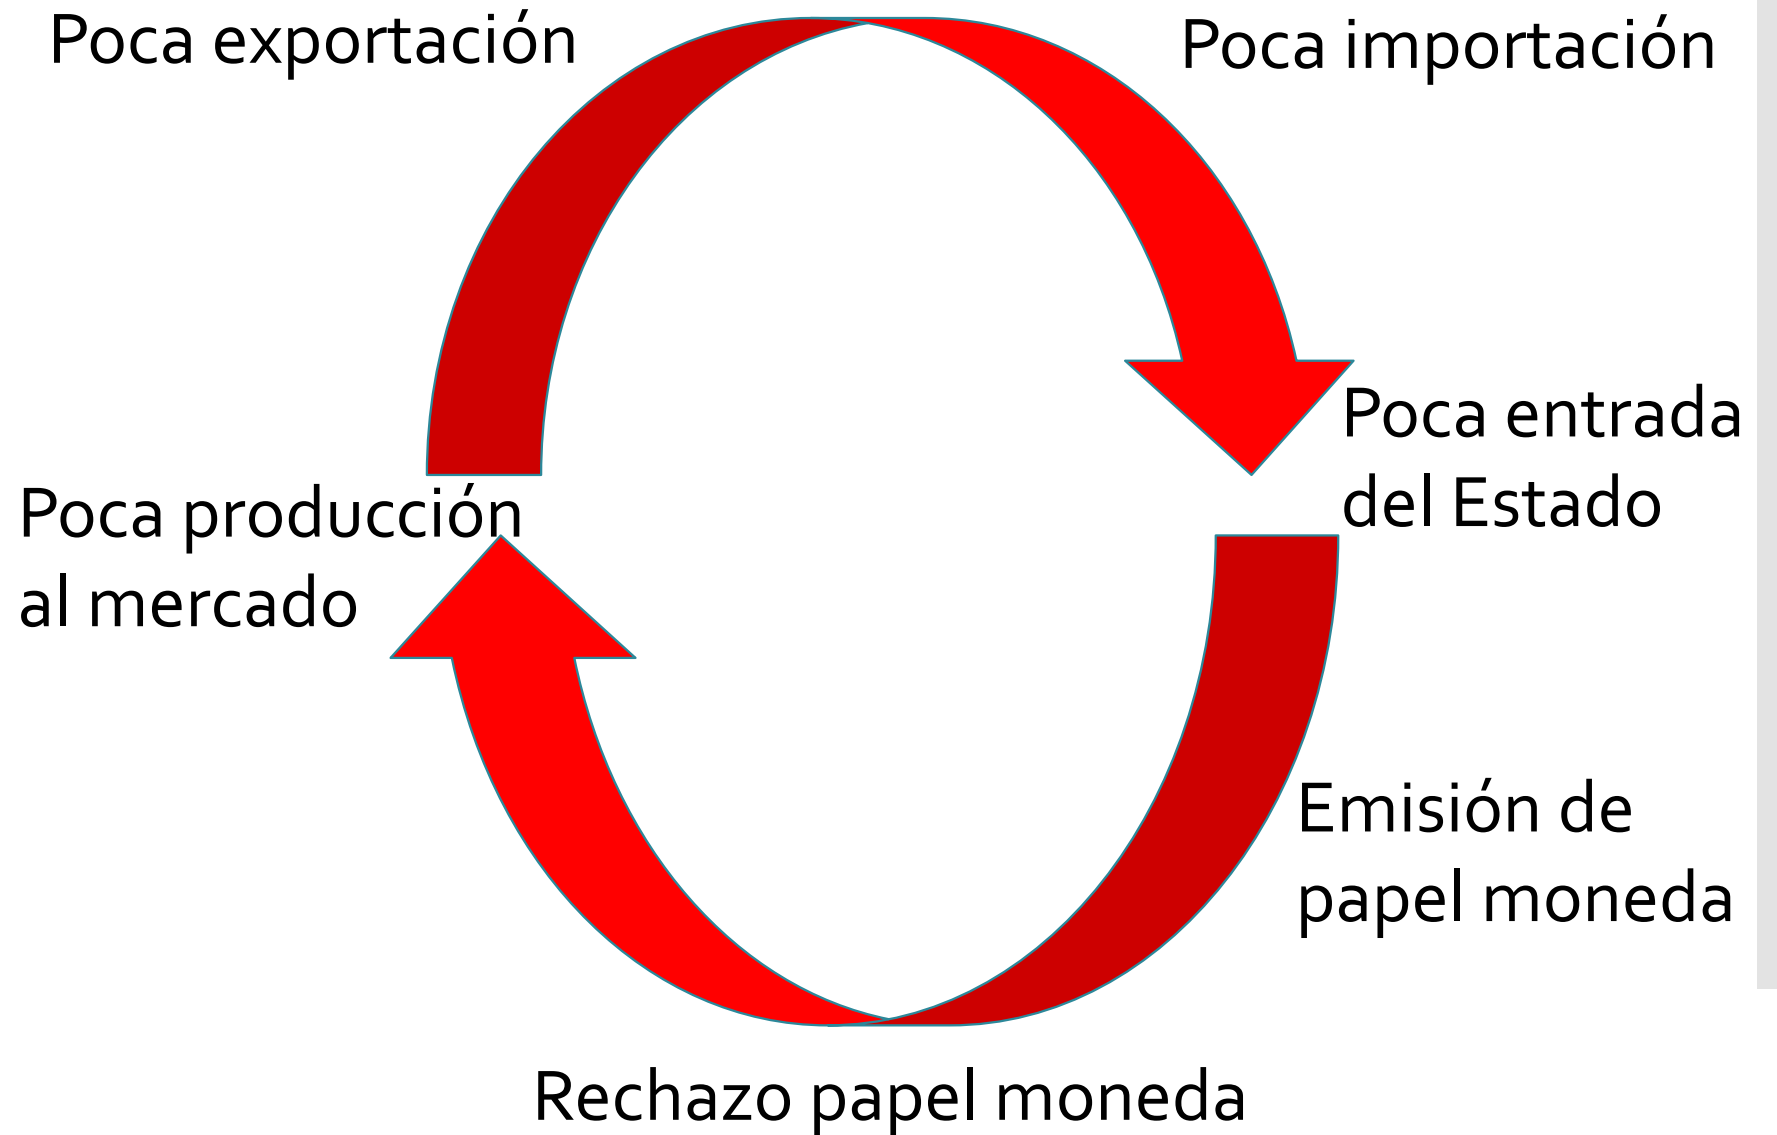 Poca exportación
Poca importación
Poca entrada
del Estado
Poca producción
al mercado
Emisión de
papel moneda
Rechazo papel moneda